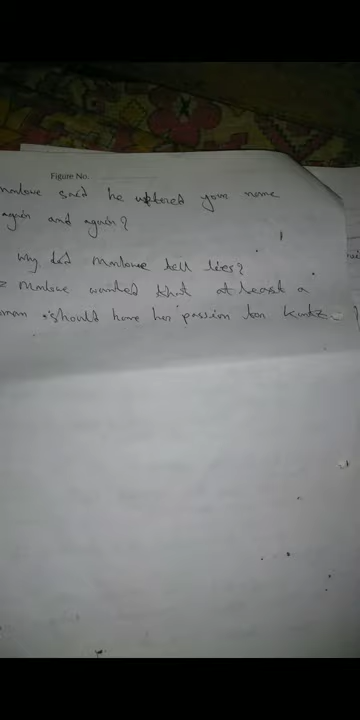 Figure No.
Marlowe said he uttered your name
again and again?
Why did Marlowe tell lies?
Marlowe wanted that at least a
man should have her passion for Kurtz